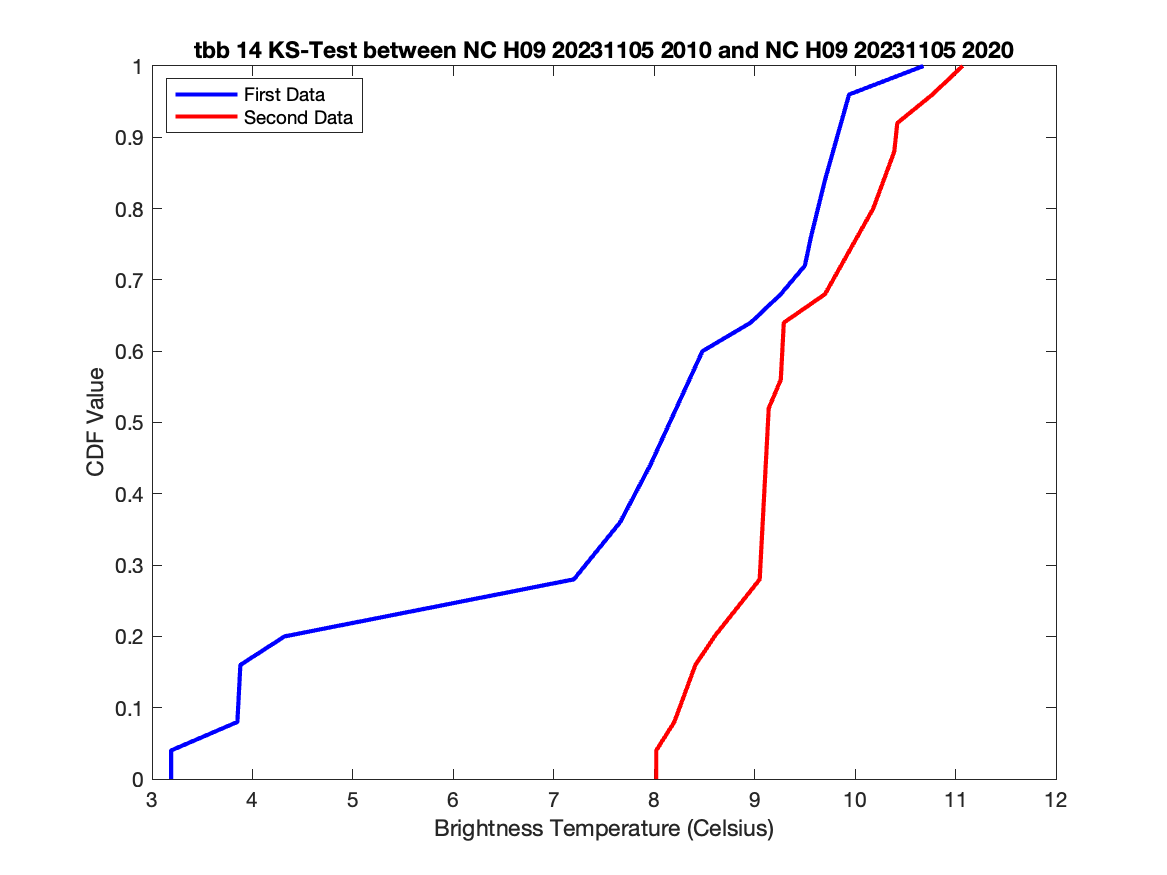 tbb 14 KS-Test between NC H09 20231105 2010 and NC H09 20231105 2020
First Data
Second Data
1
0.9
0.8
0.7
0.6
0.5
0.4
0.3
0.2
0.1
0
CDF Value
3 4 5 6 7 8 9 10 11 12
Brightness Temperature (Celsius)